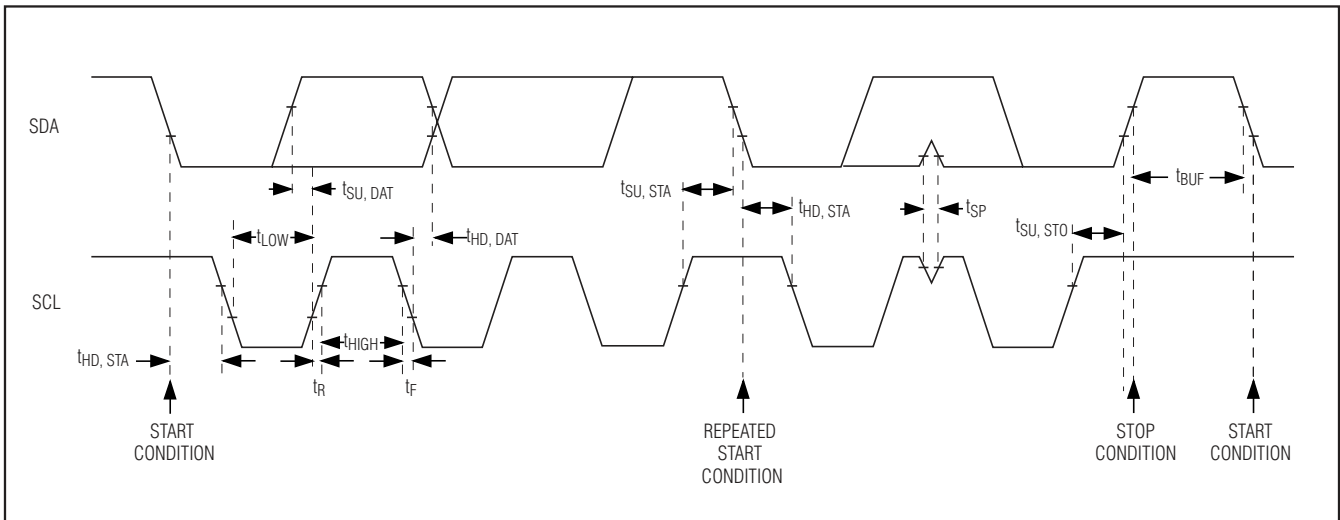 SDA
tSU, DAT
tSU, STA
tHD, STA
tSP
tBUF
tLOW
tHD, DAT
tSU, STO
SCL
tHD, STA
tHIGH
tR
tF
START
CONDITION
REPEATED
START
CONDITION
STOP
CONDITION
START
CONDITION